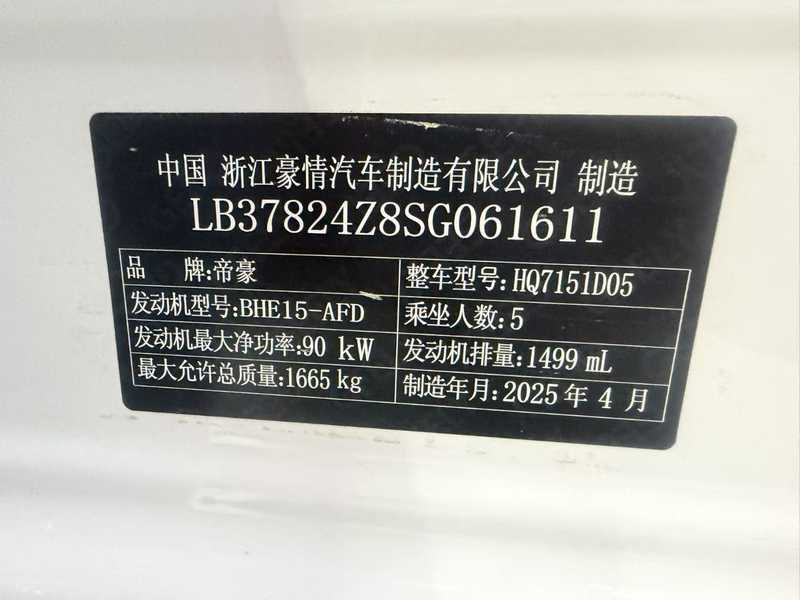 中国 浙江豪情汽车制造有限公司 制造
LB37824Z8SG061611
品 牌:帝豪
整车型号:HQ7151D05
发动机型号:BHE15-AFD
乘坐人数:5
发动机最大净功率:90 kW
发动机排量:1499 mL
最大允许总质量:1665 kg
制造年月:2025 年 4 月